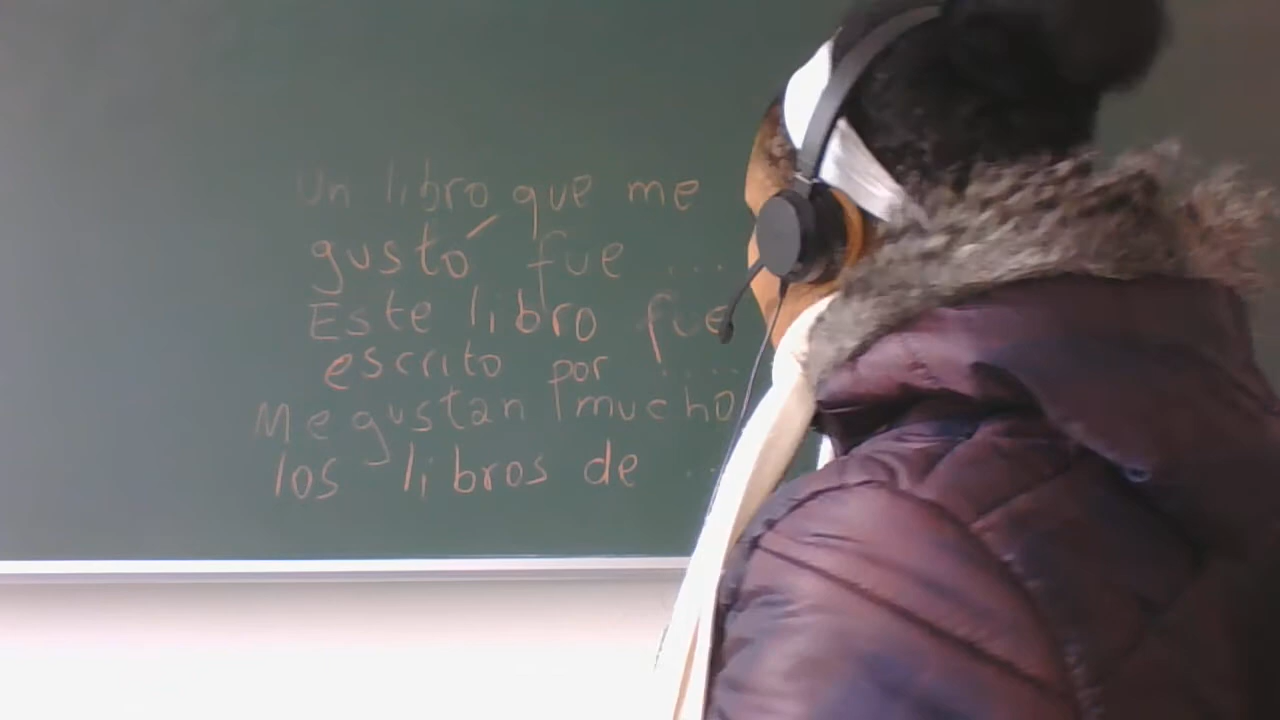 Un libro que me
gustó fue ...
Este libro fue
escrito por ....
Me gustan mucho
los libros de ...